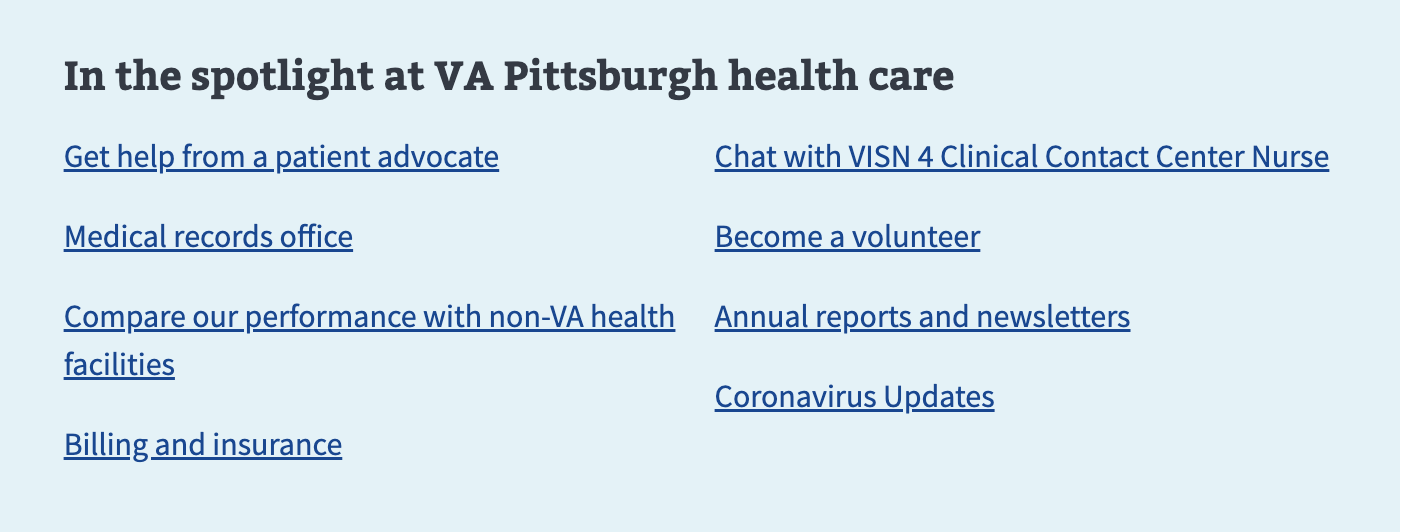 In the spotlight at VA Pittsburgh health care
Get help from a patient advocate
Medical records office
Compare our performance with non-VA health
facilities
Billing and insurance
Chat with VISN 4 Clinical Contact Center Nurse
Become a volunteer
Annual reports and newsletters
Coronavirus Updates